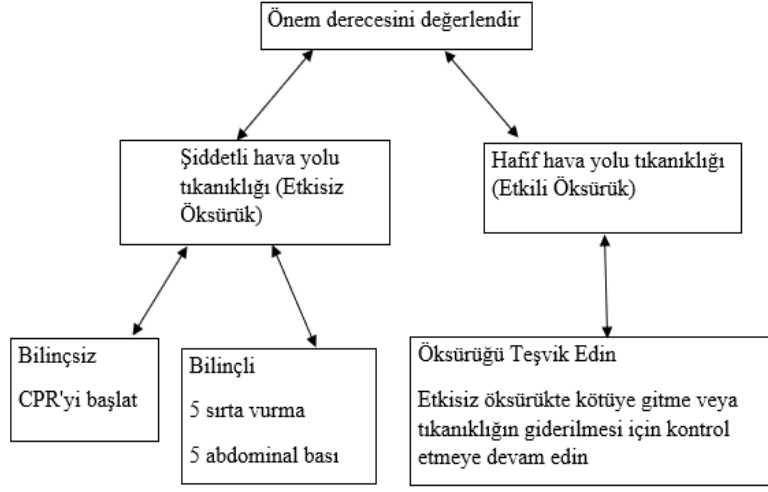 Önem derecesini değerlendir
Şiddetli hava yolu
tıkanıklığı (Etkisiz
Öksürük)
Hafif hava yolu tıkanıklığı
(Etkili Öksürük)
Bilinçsiz
CPR'yi başlat
Bilinçli
5 sırta vurma
5 abdominal bası
Öksürüğü Teşvik Edin
Etkisiz öksürükte kötüye gitme veya
tıkanıklığın giderilmesi için kontrol
etmeye devam edin